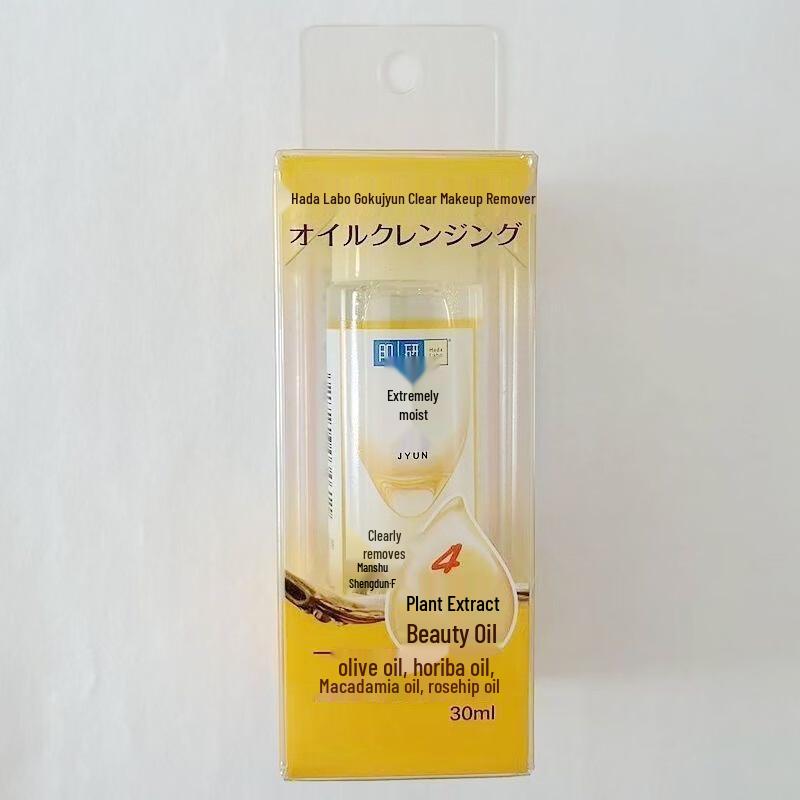 Hada Labo Gokujyun Clear Makeup Remover
オイルクレンジング
肌研 Hada Labo
Extremely
moist
JYUN
Clearly
removes
Manshu
Shengdun·F
4
Plant Extract
Beauty Oil
olive oil, horiba oil,
Macadamia oil, rosehip oil
30ml